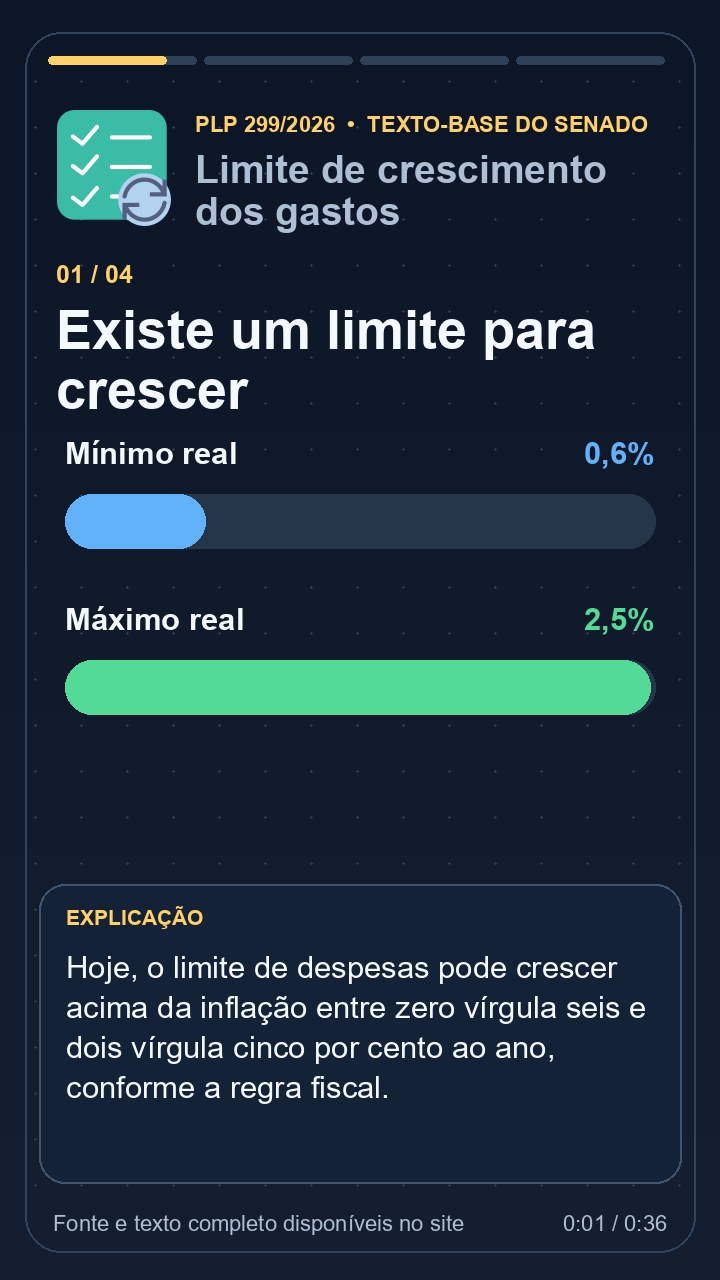 PLP 299/2026 • TEXTO-BASE DO SENADO
Limite de crescimento
dos gastos
01 / 04
Existe um limite para
crescer
Mínimo real 0,6%
Máximo real 2,5%
EXPLICAÇÃO
Hoje, o limite de despesas pode crescer
acima da inflação entre zero vírgula seis e
dois vírgula cinco por cento ao ano,
conforme a regra fiscal.
Fonte e texto completo disponíveis no site 0:01 / 0:36